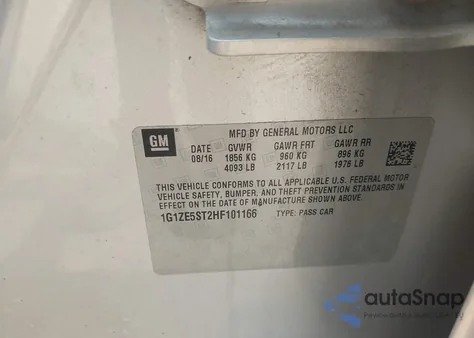 GM
MFD BY GENERAL MOTORS LLC
DATE GVWR GAWR FRT GAWR RR
08/16 1856 KG 960 KG 896 KG
4093 LB 2117 LB 1976 LB
THIS VEHICLE CONFORMS TO ALL APPLICABLE U.S. FEDERAL MOTOR
VEHICLE SAFETY, BUMPER, AND THEFT PREVENTION STANDARDS IN
EFFECT ON THE DATE OF MANUFACTURE SHOWN ABOVE.
1G1ZE5ST2HF101166 TYPE: PASS CAR
autoSnap